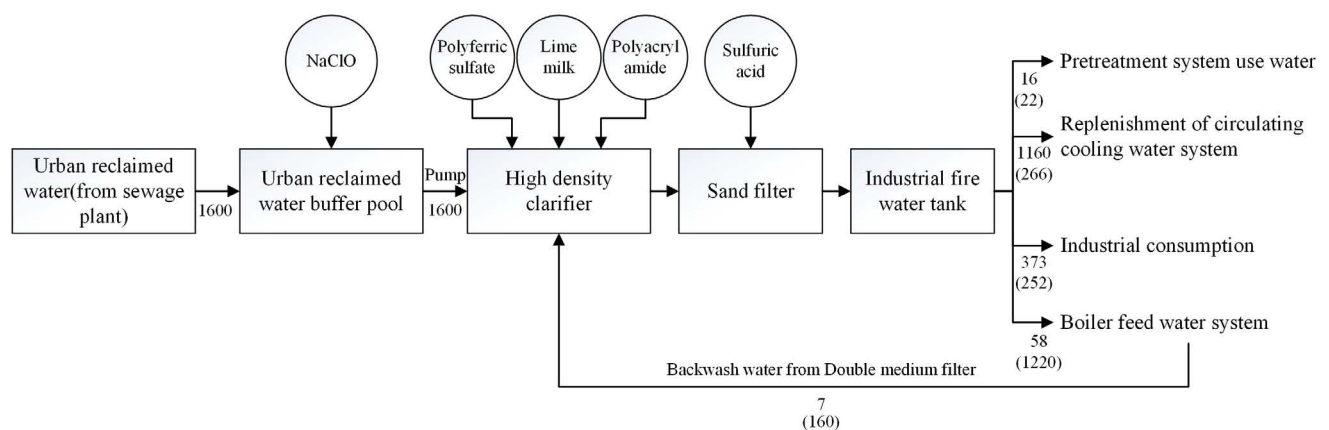 NaClO
Polyferric
sulfate
Lime
milk
Polyacryl
amide
Sulfuric
acid
Urban reclaimed
water(from sewage
plant)
1600
Urban reclaimed
water buffer pool
Pump
1600
High density
clarifier
Sand filter
Industrial fire
water tank
Pretreatment system use water
16
(22)
Replenishment of circulating
cooling water system
1160
(266)
Industrial consumption
373
(252)
Boiler feed water system
58
(1220)
Backwash water from Double medium filter
7
(160)